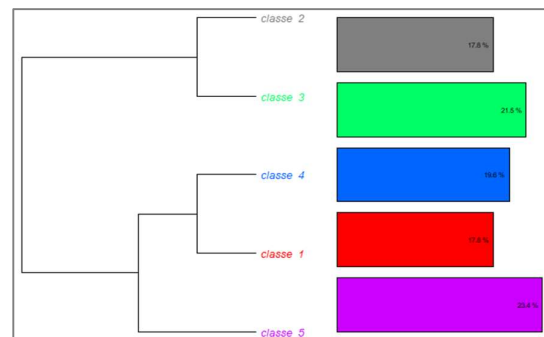 classe 2
17.8 %
classe 3
21.5 %
classe 4
19.6 %
classe 1
17.8 %
classe 5
23.4 %